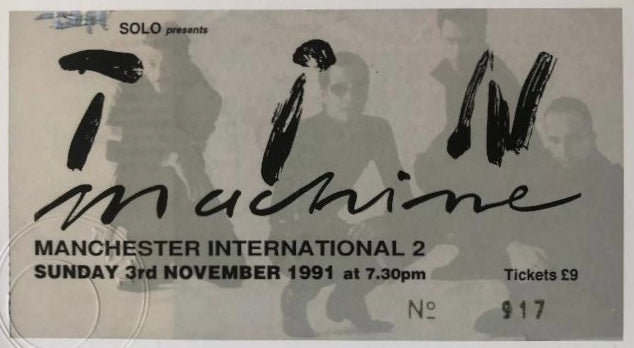 SOLO presents
TIN
machine
MANCHESTER INTERNATIONAL 2
SUNDAY 3rd NOVEMBER 1991 at 7.30pm
Tickets £9
Nº 917